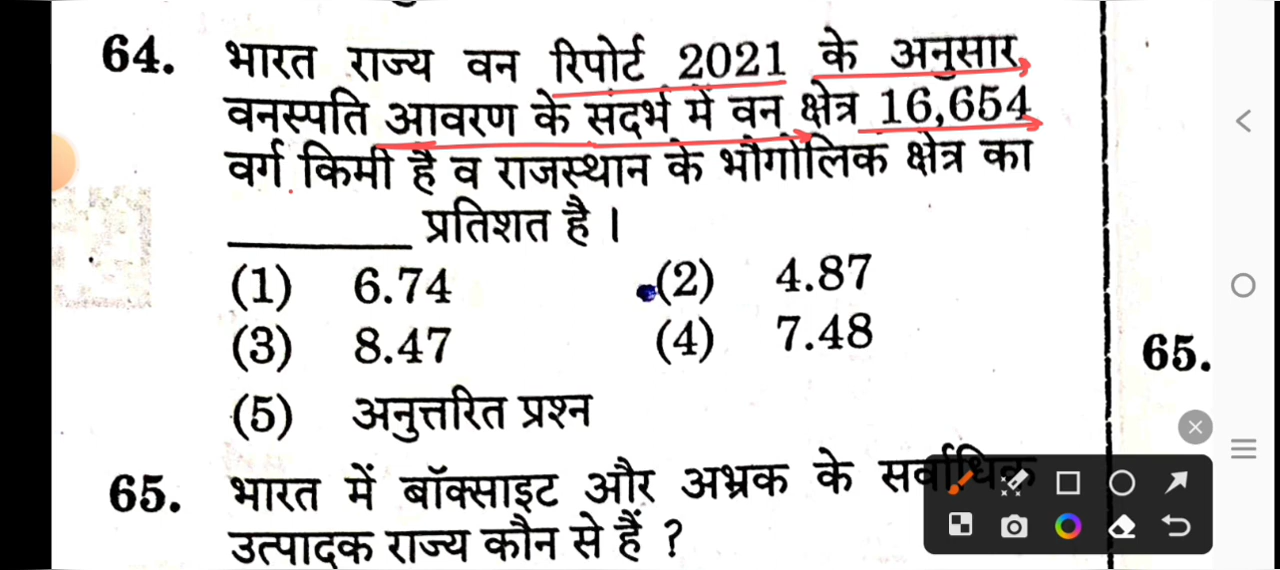 64. भारत राज्य वन रिपोर्ट 2021 के अनुसार,
वनस्पति आवरण के संदर्भ में वन क्षेत्र 16,654
वर्ग किमी है व राजस्थान के भौगोलिक क्षेत्र का
________ प्रतिशत है ।
(1) 6.74 (2) 4.87
(3) 8.47 (4) 7.48
(5) अनुत्तरित प्रश्न
65. भारत में बॉक्साइट और अभ्रक के सर्वाधिक
उत्पादक राज्य कौन से हैं ?
65.